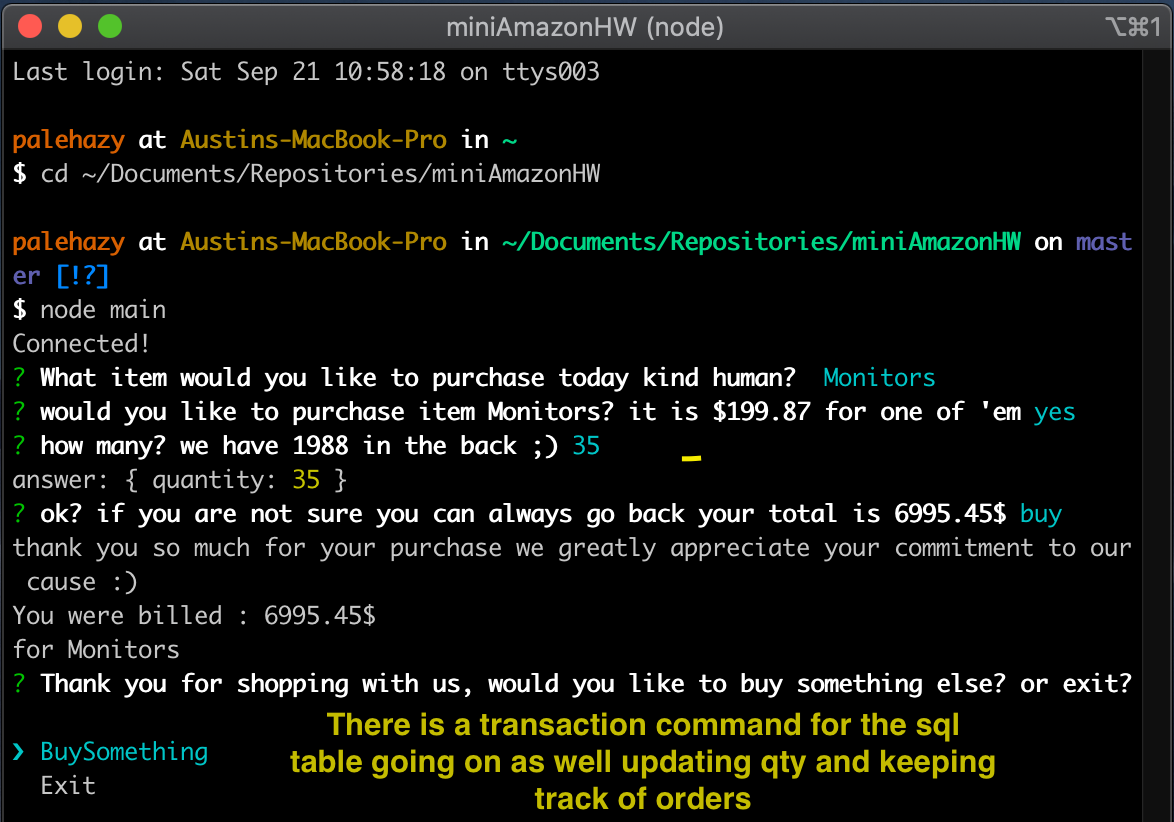 miniAmazonHW (node)
⌥⌘1
Last login: Sat Sep 21 10:58:18 on ttys003
palehazy at Austins-MacBook-Pro in ~
$ cd ~/Documents/Repositories/miniAmazonHW
palehazy at Austins-MacBook-Pro in ~/Documents/Repositories/miniAmazonHW on mast
er [!?]
$ node main
Connected!
? What item would you like to purchase today kind human?  Monitors
? would you like to purchase item Monitors? it is $199.87 for one of 'em yes
? how many? we have 1988 in the back ;) 35
answer: { quantity: 35 }
? ok? if you are not sure you can always go back your total is 6995.45$ buy
thank you so much for your purchase we greatly appreciate your commitment to our
 cause :)
You were billed : 6995.45$
for Monitors
? Thank you for shopping with us, would you like to buy something else? or exit?
❯ BuySomething
  Exit
There is a transaction command for the sql
table going on as well updating qty and keeping
track of orders